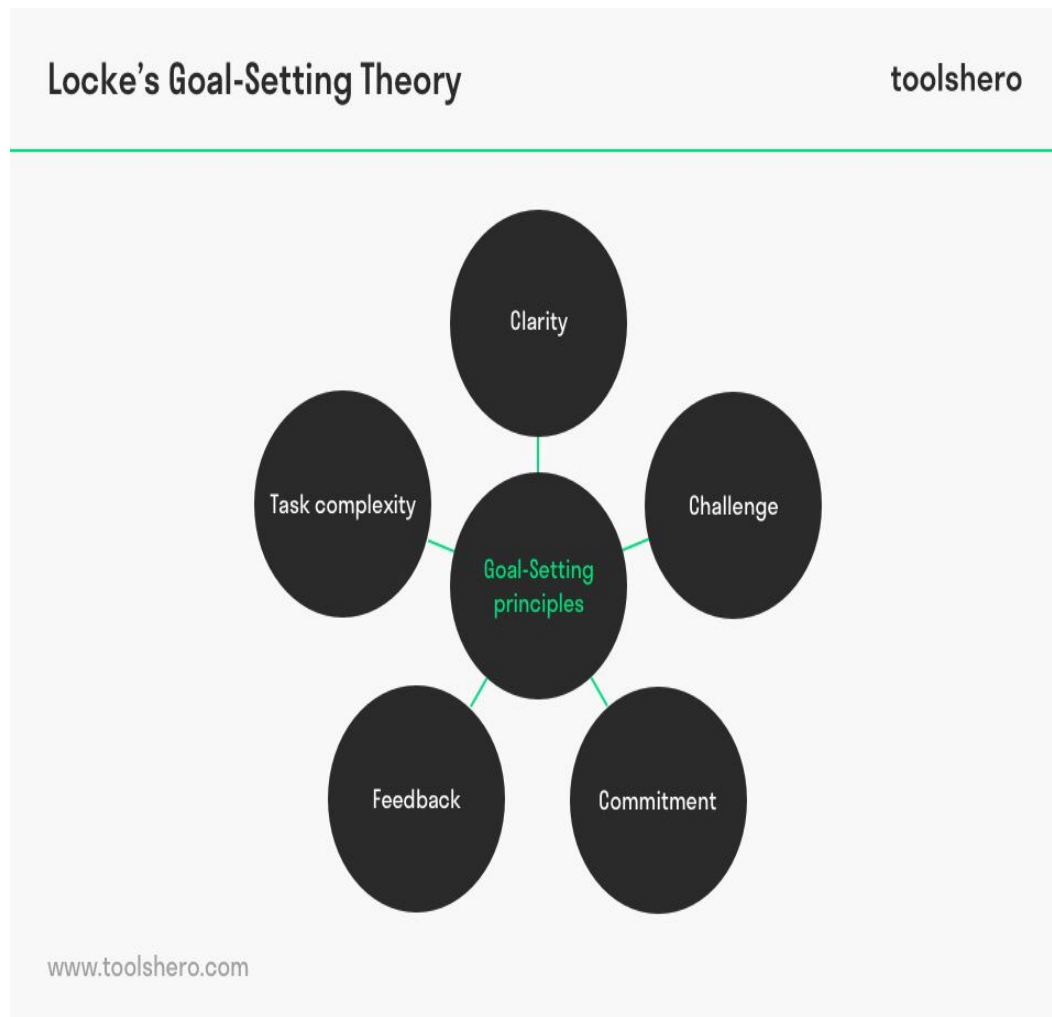 Locke's Goal-Setting Theory
toolshero
Clarity
Task complexity
Challenge
Goal-Setting
principles
Feedback
Commitment
www.toolshero.com